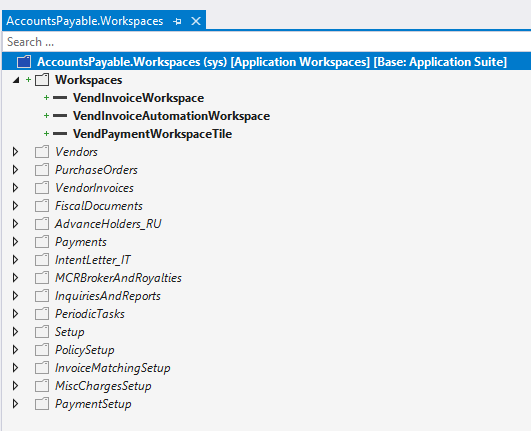 AccountsPayable.Workspaces
Search ...
AccountsPayable.Workspaces (sys) [Application Workspaces] [Base: Application Suite]
Workspaces
VendInvoiceWorkspace
VendInvoiceAutomationWorkspace
VendPaymentWorkspaceTile
Vendors
PurchaseOrders
VendorInvoices
FiscalDocuments
AdvanceHolders_RU
Payments
IntentLetter_IT
MCRBrokerAndRoyalties
InquiriesAndReports
PeriodicTasks
Setup
PolicySetup
InvoiceMatchingSetup
MiscChargesSetup
PaymentSetup